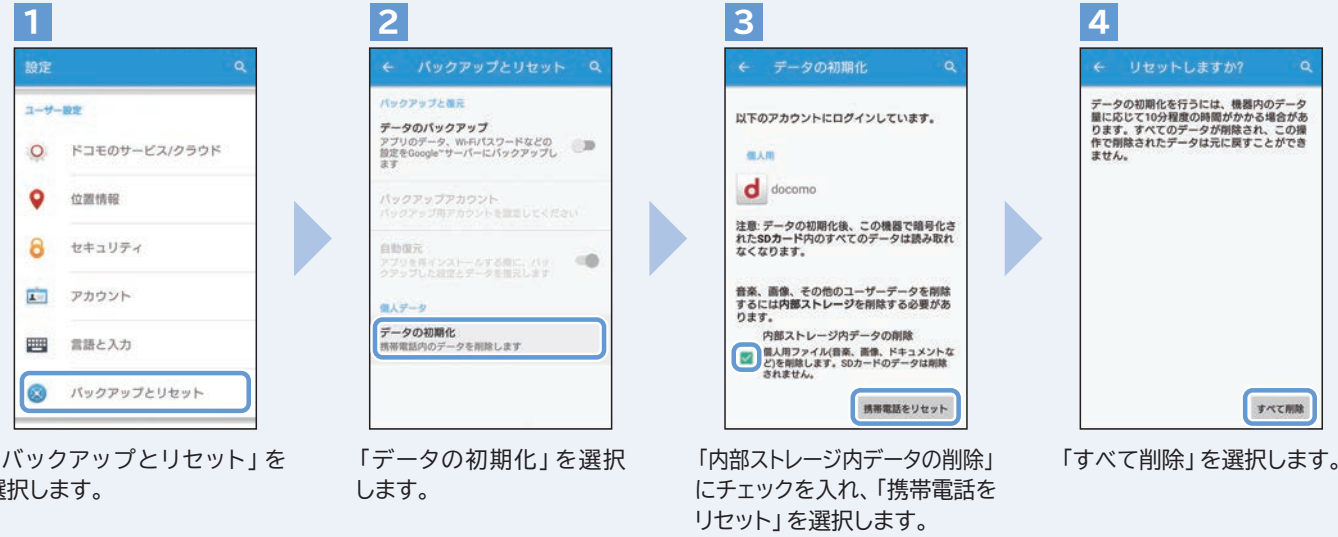 1
設定
ユーザー設定
ドコモのサービス/クラウド
位置情報
セキュリティ
アカウント
言語と入力
バックアップとリセット
バックアップとリセット」を
選択します。
2
バックアップとリセット
バックアップと復元
データのバックアップ
アプリのデータ、Wi-Fiパスワードなどの
設定をGoogle™サーバーにバックアップし
ます
バックアップアカウント
バックアップ用アカウントを設定してください
自動復元
アプリを再インストールする際に、バッ
クアップした設定とデータを復元します
個人データ
データの初期化
携帯電話内のデータを削除します
「データの初期化」を選択
します。
3
データの初期化
以下のアカウントにログインしています。
個人用
d docomo
注意: データの初期化後、この機器で暗号化さ
れたSDカード内のすべてのデータは読み取れ
なくなります。
音楽、画像、その他のユーザーデータを削除
するには内部ストレージを削除する必要があ
ります。
内部ストレージ内データの削除
個人用ファイル(音楽、画像、ドキュメントな
ど)を削除します。SDカードのデータは削除
されません。
携帯電話をリセット
「内部ストレージ内データの削除」
にチェックを入れ、「携帯電話を
リセット」を選択します。
4
リセットしますか?
データの初期化を行うには、機器内のデータ
量に応じて10分程度の時間がかかる場合があ
ります。すべてのデータが削除され、この操
作で削除されたデータは元に戻すことができ
ません。
すべて削除
「すべて削除」を選択します。